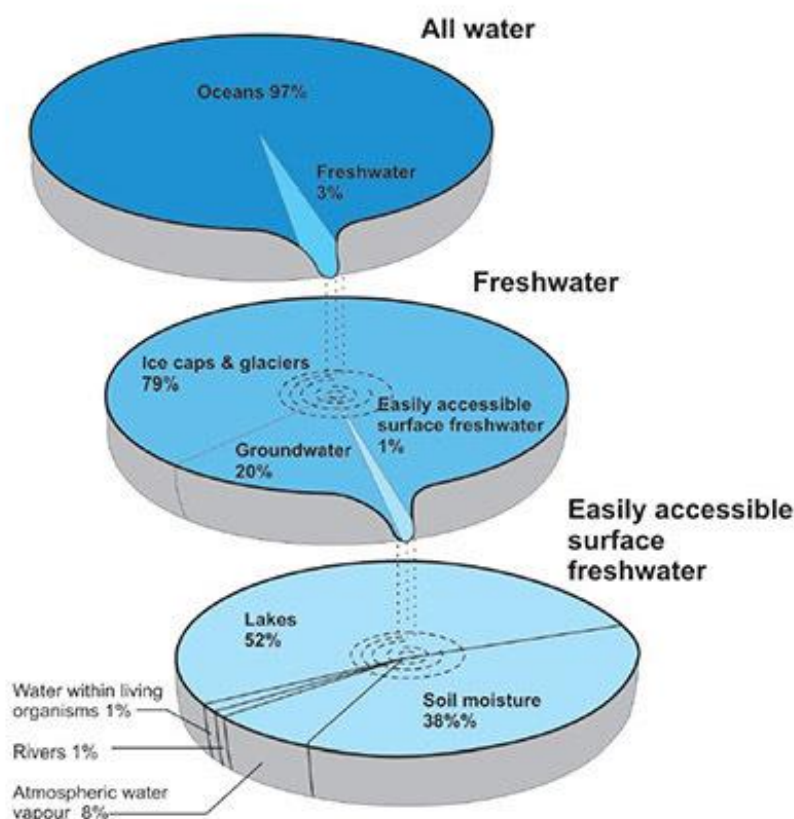 All water
Oceans 97%
Freshwater
3%
Freshwater
Ice caps & glaciers
79%
Easily accessible
surface freshwater
1%
Groundwater
20%
Easily accessible
surface
freshwater
Lakes
52%
Soil moisture
38%%
Water within living
organisms 1%
Rivers 1%
Atmospheric water
vapour 8%